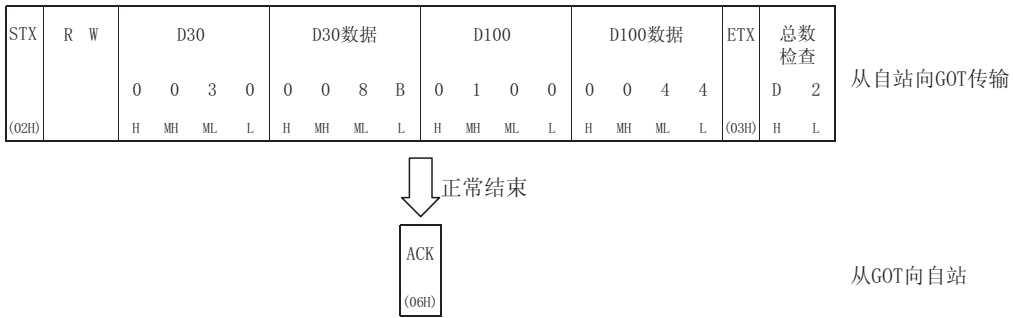 STX R W D30 D30数据 D100 D100数据 ETX 总数
检查
0 0 3 0 0 0 8 B 0 1 0 0 0 0 4 4 D 2
(02H) H MH ML L H MH ML L H MH ML L H MH ML L (03H) H L
从自站向GOT传输
正常结束
ACK
(06H)
从GOT向自站